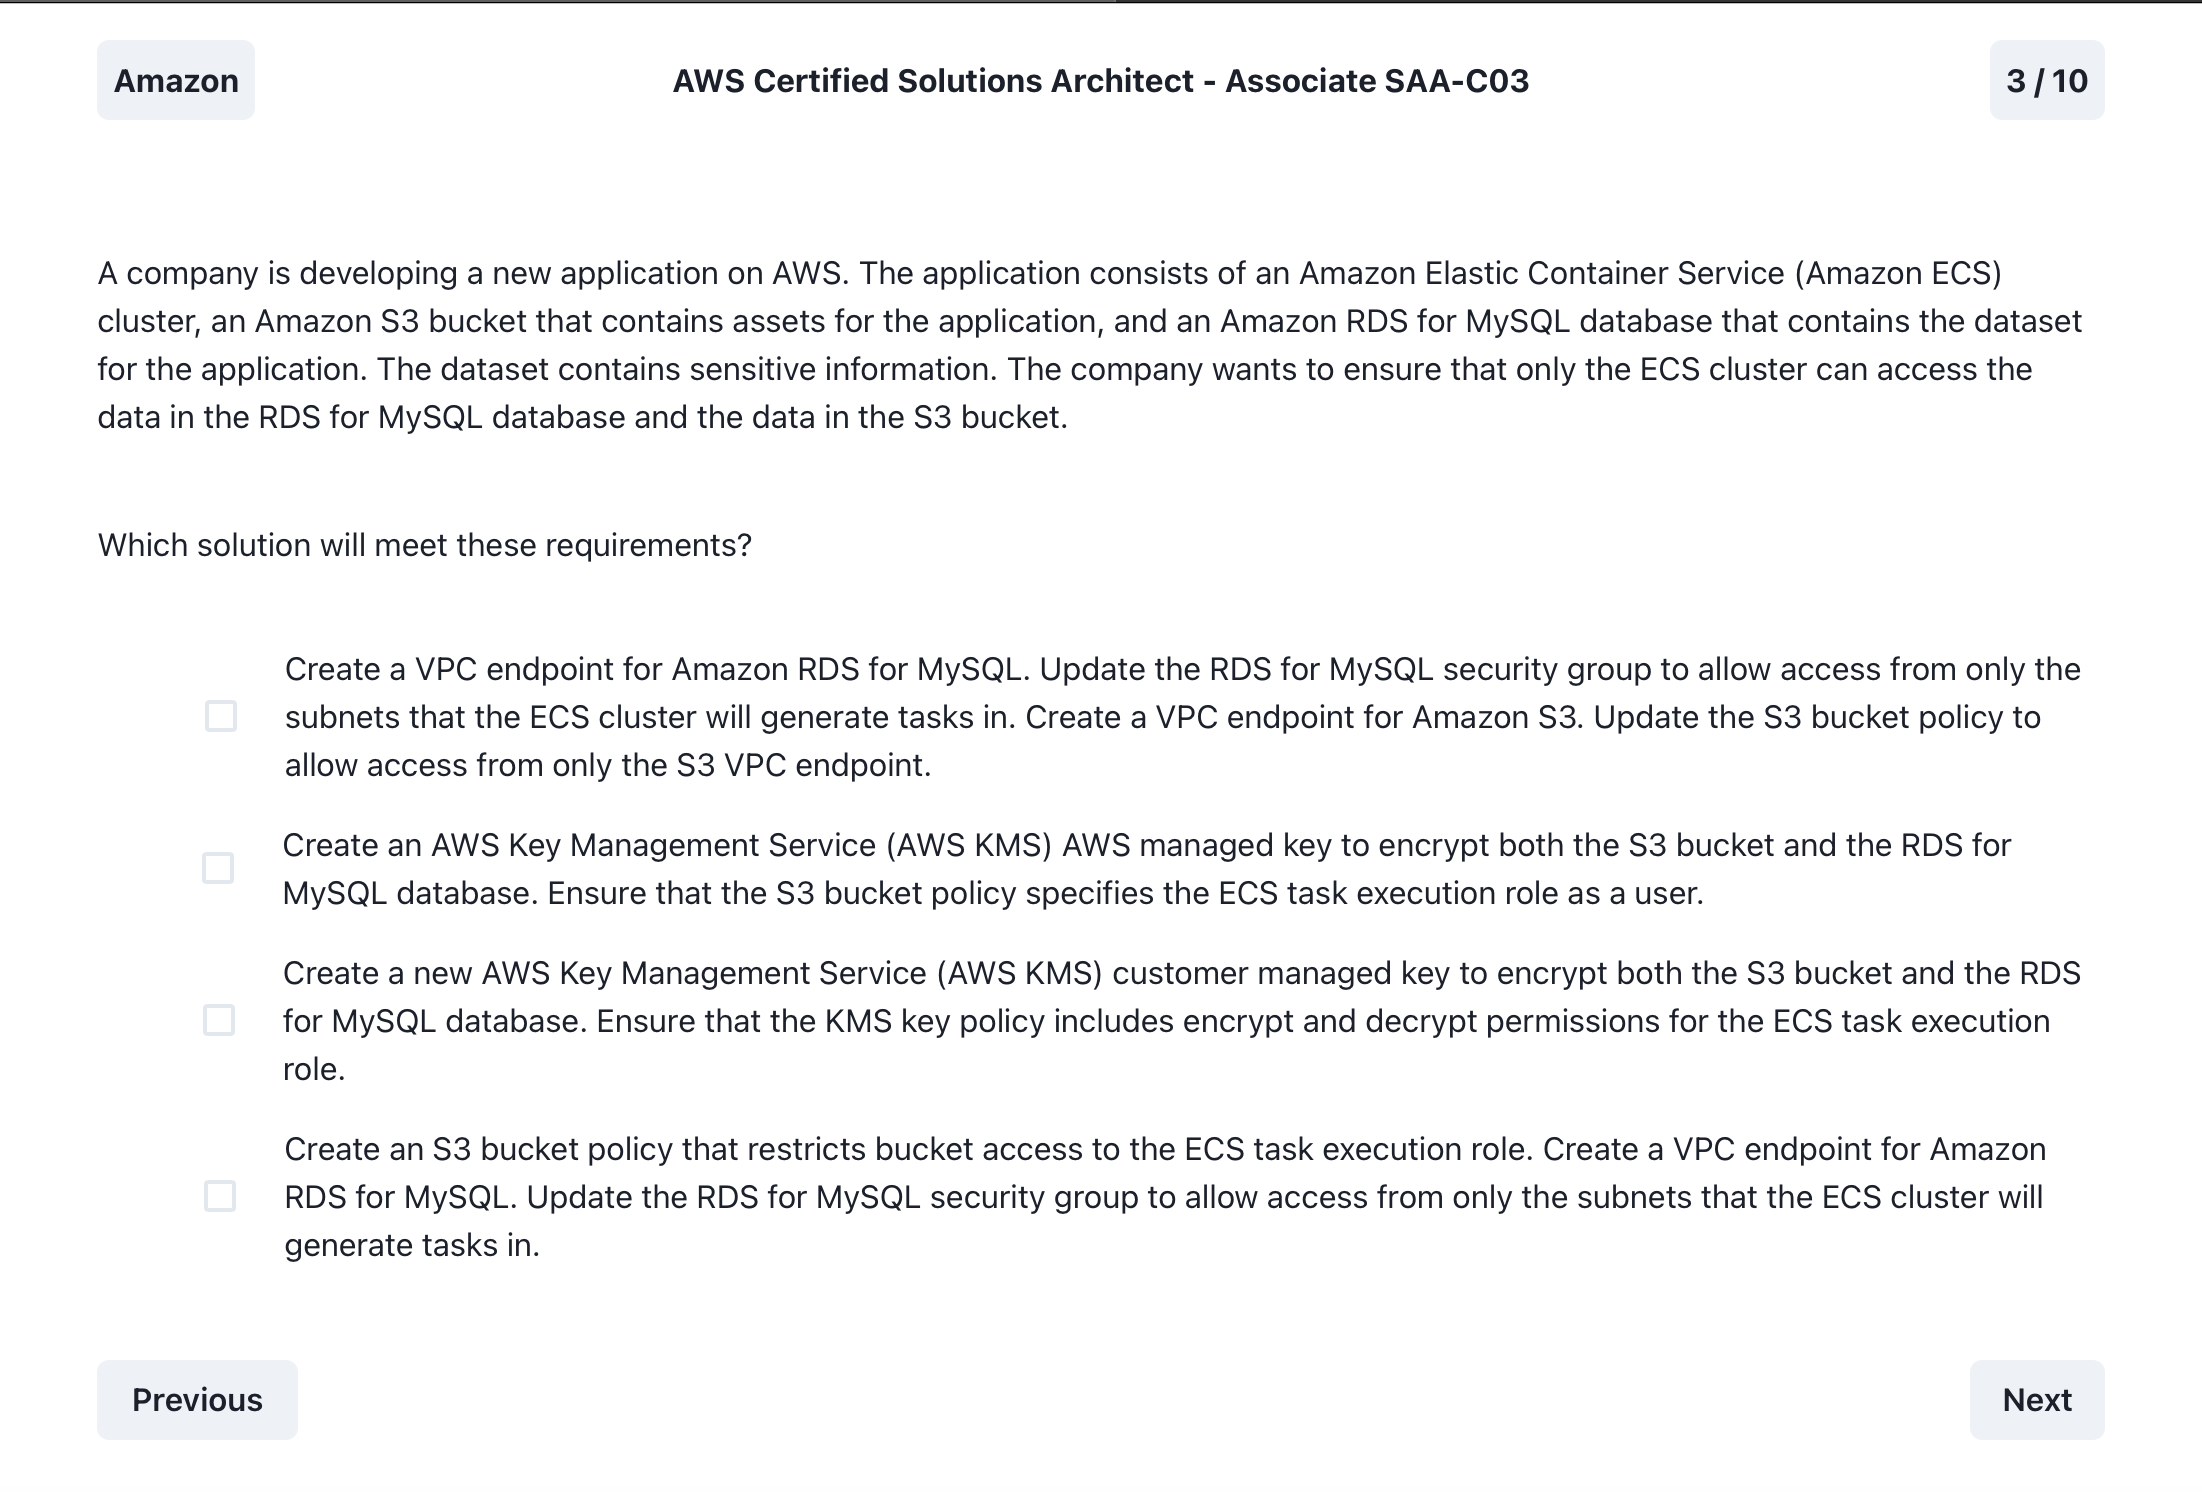 Amazon
AWS Certified Solutions Architect - Associate SAA-C03
3 / 10
A company is developing a new application on AWS. The application consists of an Amazon Elastic Container Service (Amazon ECS)
cluster, an Amazon S3 bucket that contains assets for the application, and an Amazon RDS for MySQL database that contains the dataset
for the application. The dataset contains sensitive information. The company wants to ensure that only the ECS cluster can access the
data in the RDS for MySQL database and the data in the S3 bucket.
Which solution will meet these requirements?
Create a VPC endpoint for Amazon RDS for MySQL. Update the RDS for MySQL security group to allow access from only the
subnets that the ECS cluster will generate tasks in. Create a VPC endpoint for Amazon S3. Update the S3 bucket policy to
allow access from only the S3 VPC endpoint.
Create an AWS Key Management Service (AWS KMS) AWS managed key to encrypt both the S3 bucket and the RDS for
MySQL database. Ensure that the S3 bucket policy specifies the ECS task execution role as a user.
Create a new AWS Key Management Service (AWS KMS) customer managed key to encrypt both the S3 bucket and the RDS
for MySQL database. Ensure that the KMS key policy includes encrypt and decrypt permissions for the ECS task execution
role.
Create an S3 bucket policy that restricts bucket access to the ECS task execution role. Create a VPC endpoint for Amazon
RDS for MySQL. Update the RDS for MySQL security group to allow access from only the subnets that the ECS cluster will
generate tasks in.
Previous
Next